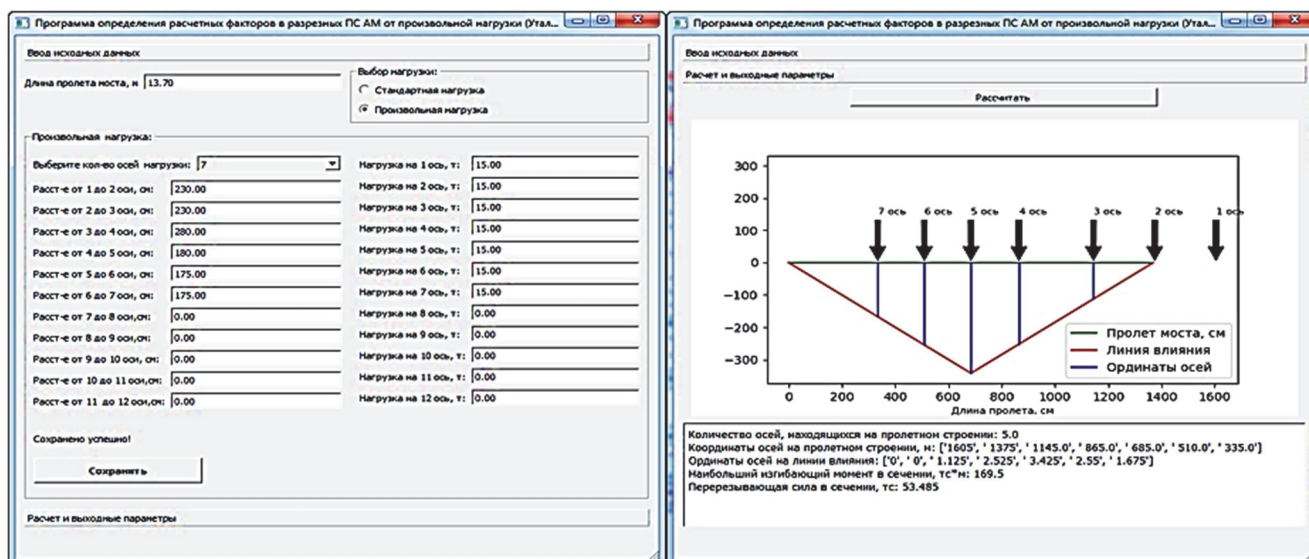 Программа определения расчетных факторов в разрезных ПС АМ от произвольной нагрузки (Утал...
Ввод исходных данных
Длина пролета моста, м 13.70
Выбор нагрузки:
Стандартная нагрузка
Произвольная нагрузка
Произвольная нагрузка:
Выберите кол-во осей нагрузки: 7
Нагрузка на 1 ось, т: 15.00
Расст-е от 1 до 2 оси, см: 230.00
Нагрузка на 2 ось, т: 15.00
Расст-е от 2 до 3 оси, см: 230.00
Нагрузка на 3 ось, т: 15.00
Расст-е от 3 до 4 оси, см: 280.00
Нагрузка на 4 ось, т: 15.00
Расст-е от 4 до 5 оси, см: 180.00
Нагрузка на 5 ось, т: 15.00
Расст-е от 5 до 6 оси, см: 175.00
Нагрузка на 6 ось, т: 15.00
Расст-е от 6 до 7 оси, см: 175.00
Нагрузка на 7 ось, т: 15.00
Расст-е от 7 до 8 оси,см: 0.00
Нагрузка на 8 ось, т: 0.00
Расст-е от 8 до 9 оси,см: 0.00
Нагрузка на 9 ось, т: 0.00
Расст-е от 9 до 10 оси, см: 0.00
Нагрузка на 10 ось, т: 0.00
Расст-е от 10 до 11 оси,см: 0.00
Нагрузка на 11 ось, т: 0.00
Расст-е от 11 до 12 оси,см: 0.00
Нагрузка на 12 ось, т: 0.00
Сохранено успешно!
Сохранить
Расчет и выходные параметры
Программа определения расчетных факторов в разрезных ПС АМ от произвольной нагрузки (Утал...
Ввод исходных данных
Расчет и выходные параметры
Рассчитать
300
200
100
0
−100
−200
−300
7 ось 6 ось 5 ось 4 ось 3 ось 2 ось 1 ось
Пролет моста, см
Линия влияния
Ординаты осей
0 200 400 600 800 1000 1200 1400 1600
Длина пролета, см
Количество осей, находящихся на пролетном строении: 5.0
Координаты осей на пролетном строении, м: ['1605', ' 1375', ' 1145.0', ' 865.0', ' 685.0', ' 510.0', ' 335.0']
Ординаты осей на линии влияния: ['0', ' 0', ' 1.125', ' 2.525', ' 3.425', ' 2.55', ' 1.675']
Наибольший изгибающий момент в сечении, тс*м: 169.5
Перерезывающая сила в сечении, тс: 53.485